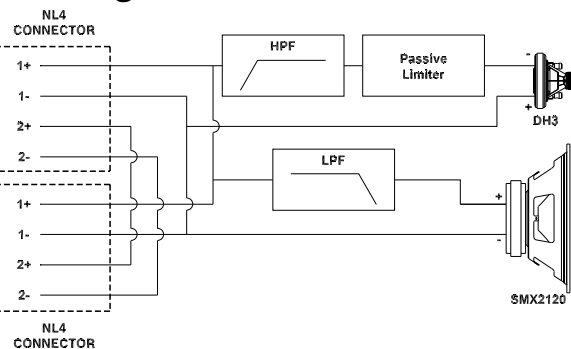 NL4
CONNECTOR
1+
1-
2+
2-
1+
1-
2+
2-
NL4
CONNECTOR
HPF
Passive
Limiter
-
+
DH3
LPF
+
-
SMX2120